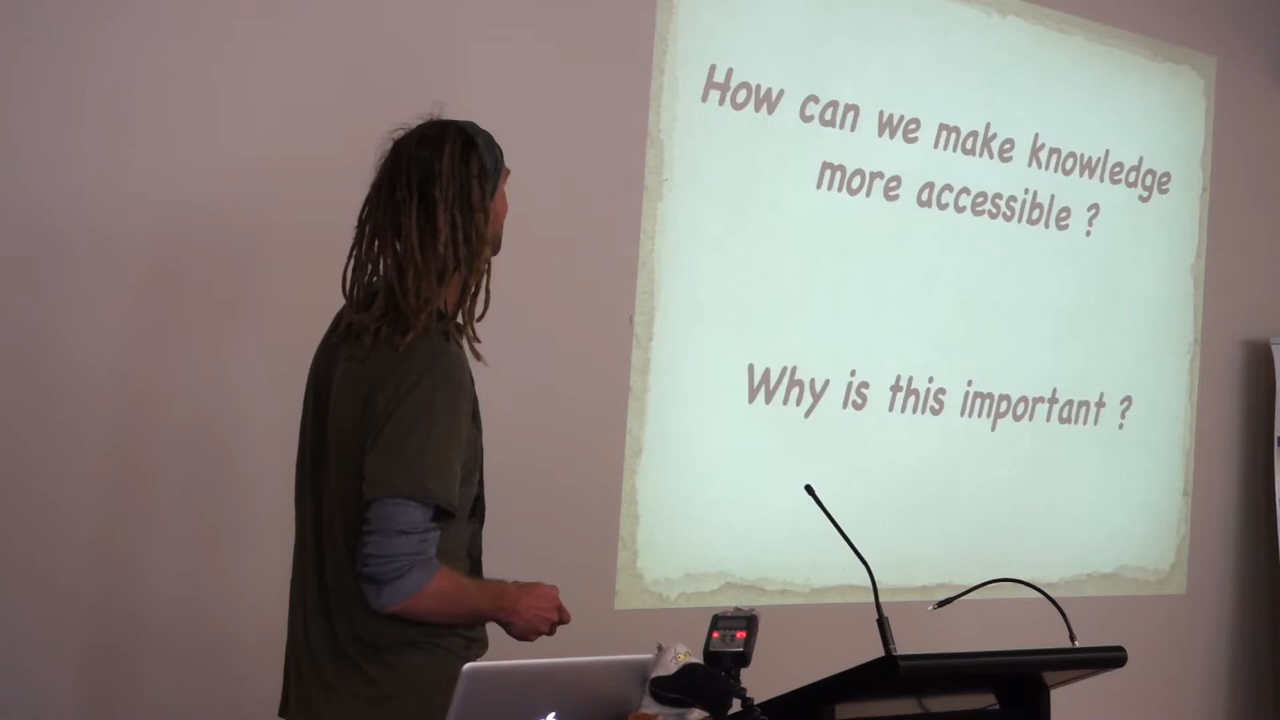 How can we make knowledge
more accessible ?
Why is this important ?